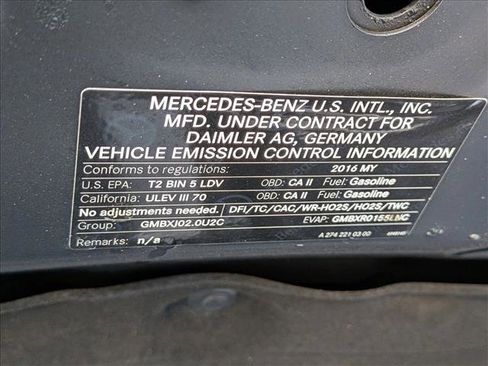 MERCEDES-BENZ U.S. INTL., INC.
MFD. UNDER CONTRACT FOR
DAIMLER AG, GERMANY
VEHICLE EMISSION CONTROL INFORMATION
Conforms to regulations: 2016 MY
U.S. EPA: T2 BIN 5 LDV OBD: CA II Fuel: Gasoline
California: ULEV III 70 OBD: CA II Fuel: Gasoline
No adjustments needed. DFI/TC/CAC/WR-HO2S/HO2S/TWC
Group: GMBXJ02.0U2C EVAP: GMBXR0155LNC
Remarks: n/a A 274 221 03 00